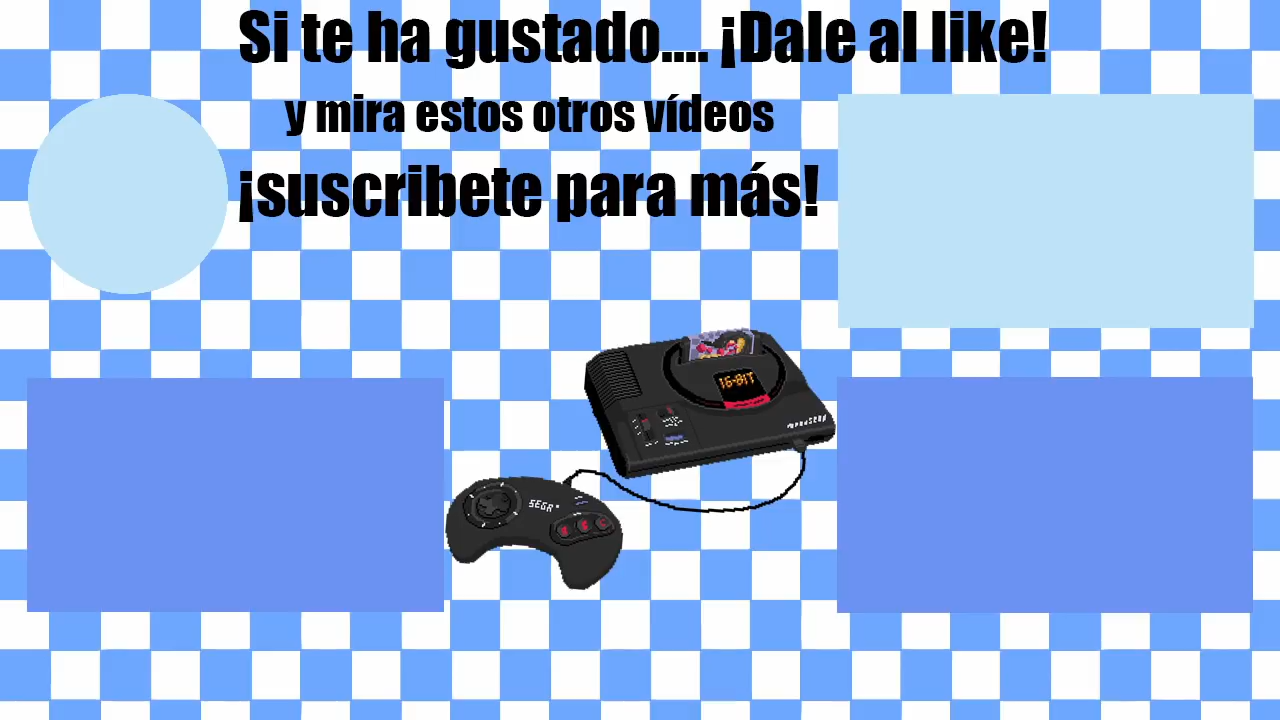 Si te ha gustado.... ¡Dale al like!
y mira estos otros vídeos
¡suscribete para más!
16-BIT
SEGA